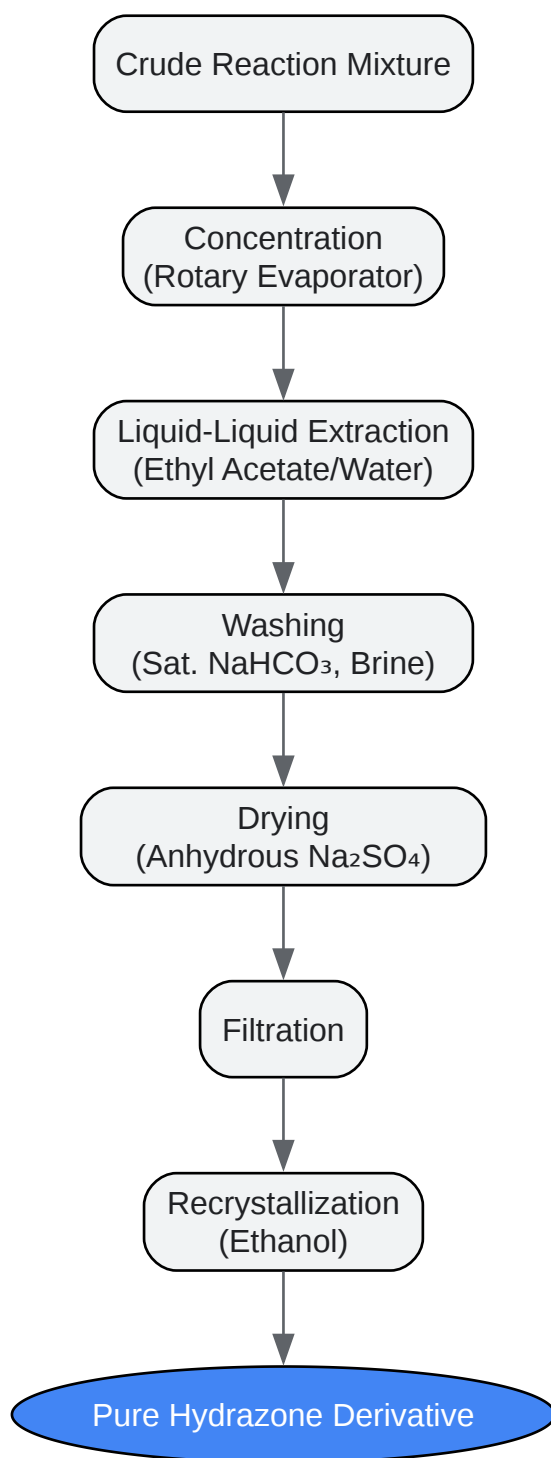 Crude Reaction Mixture
Concentration
(Rotary Evaporator)
Liquid-Liquid Extraction
(Ethyl Acetate/Water)
Washing
(Sat. NaHCO₃, Brine)
Drying
(Anhydrous Na₂SO₄)
Filtration
Recrystallization
(Ethanol)
Pure Hydrazone Derivative